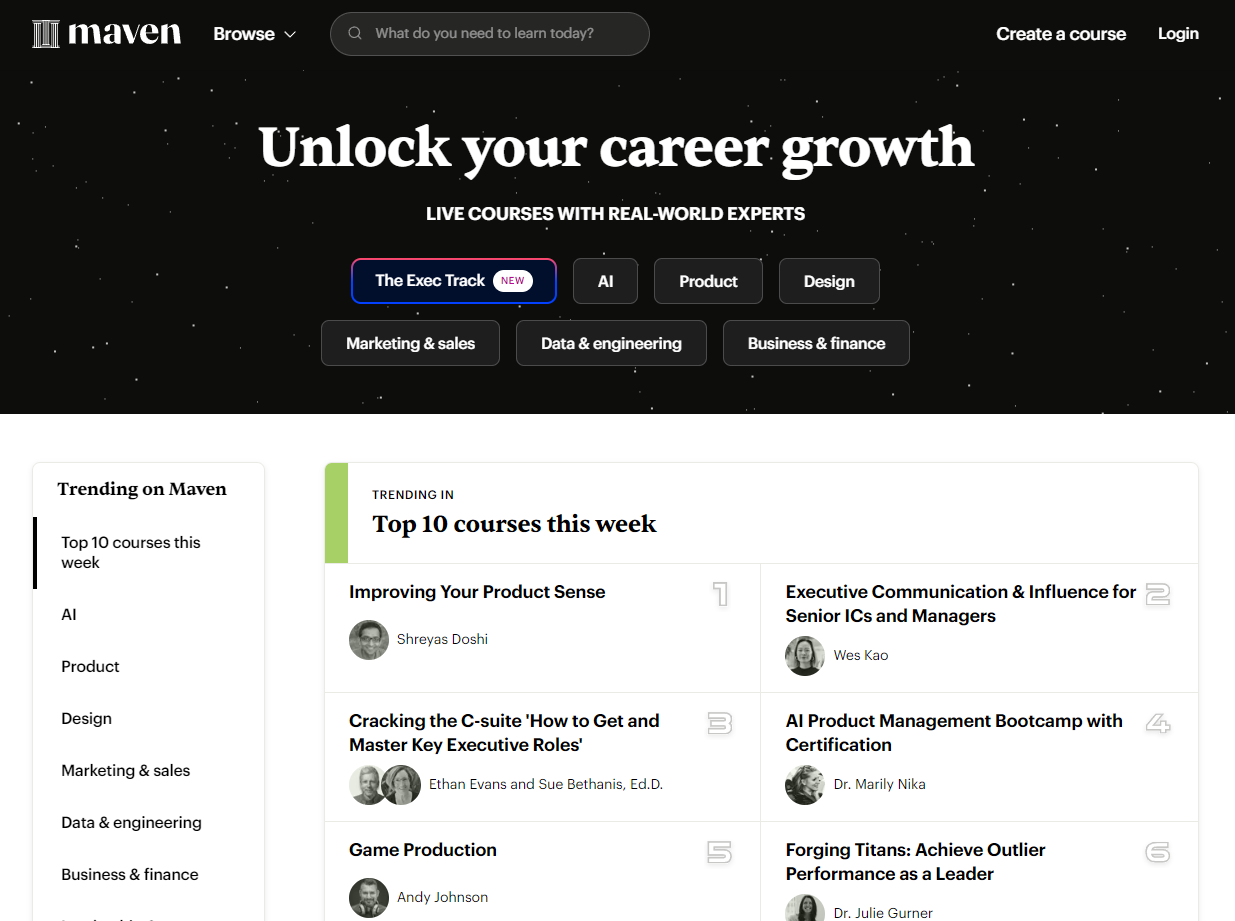 maven
Browse
What do you need to learn today?
Create a course
Login
Unlock your career growth
LIVE COURSES WITH REAL-WORLD EXPERTS
The Exec Track NEW
AI
Product
Design
Marketing & sales
Data & engineering
Business & finance
Trending on Maven
Top 10 courses this
week
AI
Product
Design
Marketing & sales
Data & engineering
Business & finance
TRENDING IN
Top 10 courses this week
Improving Your Product Sense
1
Shreyas Doshi
Executive Communication & Influence for
Senior ICs and Managers
2
Wes Kao
Cracking the C-suite 'How to Get and
Master Key Executive Roles'
3
Ethan Evans and Sue Bethanis, Ed.D.
AI Product Management Bootcamp with
Certification
4
Dr. Marily Nika
Game Production
5
Andy Johnson
Forging Titans: Achieve Outlier
Performance as a Leader
6
Dr. Julie Gurner